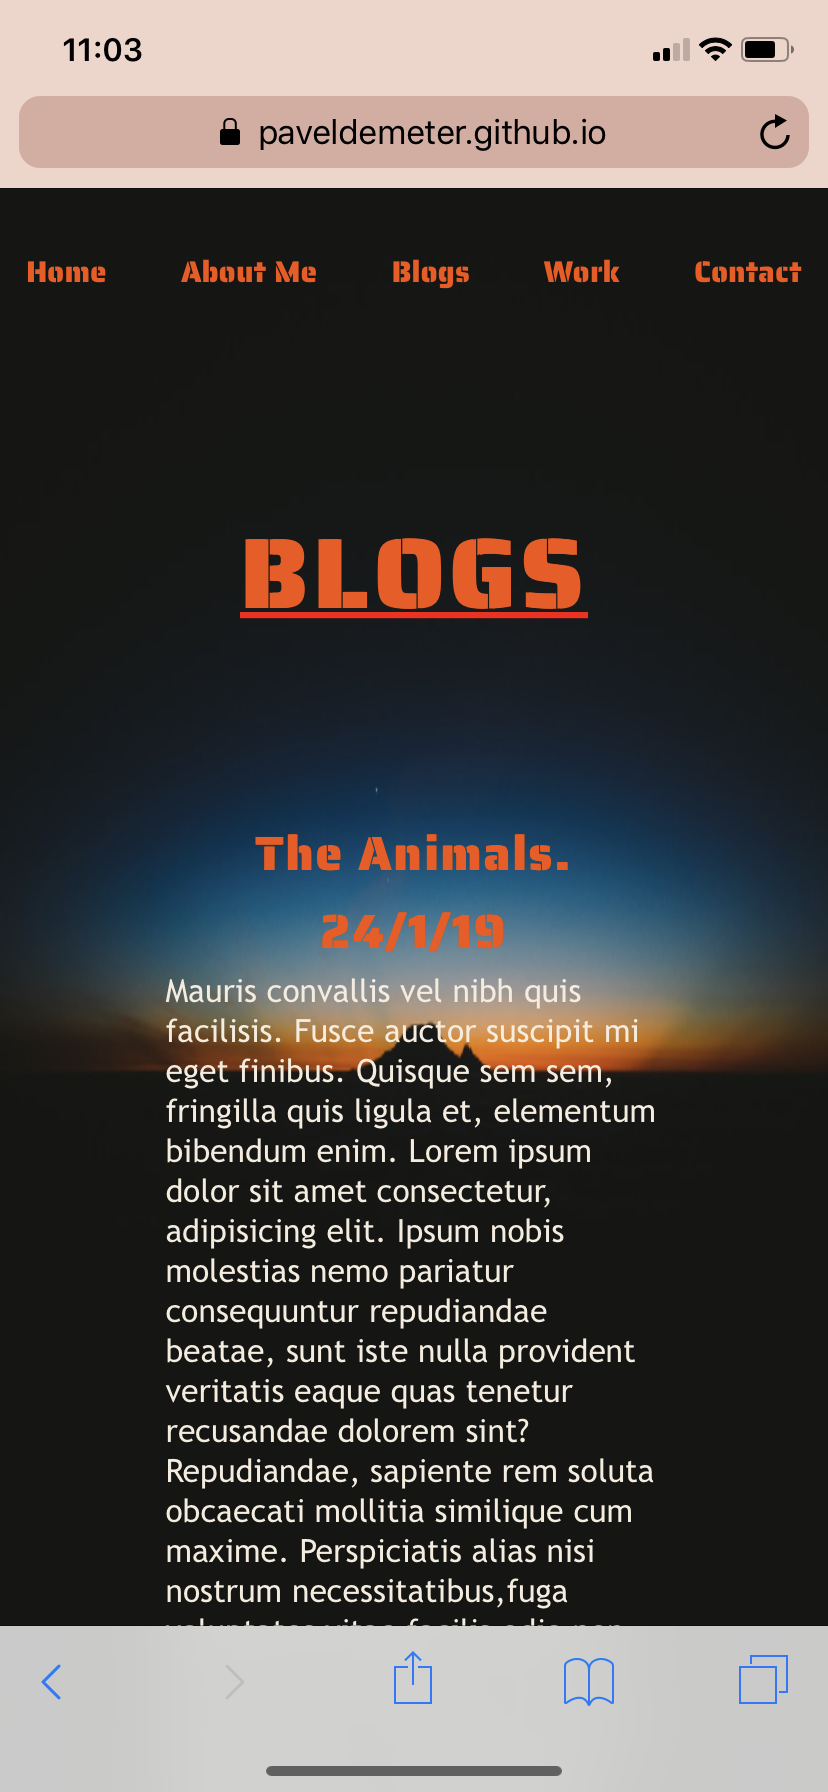 11:03
paveldemeter.github.io
Home About Me Blogs Work Contact
BLOGS
The Animals.
24/1/19
Mauris convallis vel nibh quis
facilisis. Fusce auctor suscipit mi
eget finibus. Quisque sem sem,
fringilla quis ligula et, elementum
bibendum enim. Lorem ipsum
dolor sit amet consectetur,
adipisicing elit. Ipsum nobis
molestias nemo pariatur
consequuntur repudiandae
beatae, sunt iste nulla provident
veritatis eaque quas tenetur
recusandae dolorem sint?
Repudiandae, sapiente rem soluta
obcaecati mollitia similique cum
maxime. Perspiciatis alias nisi
nostrum necessitatibus,fuga